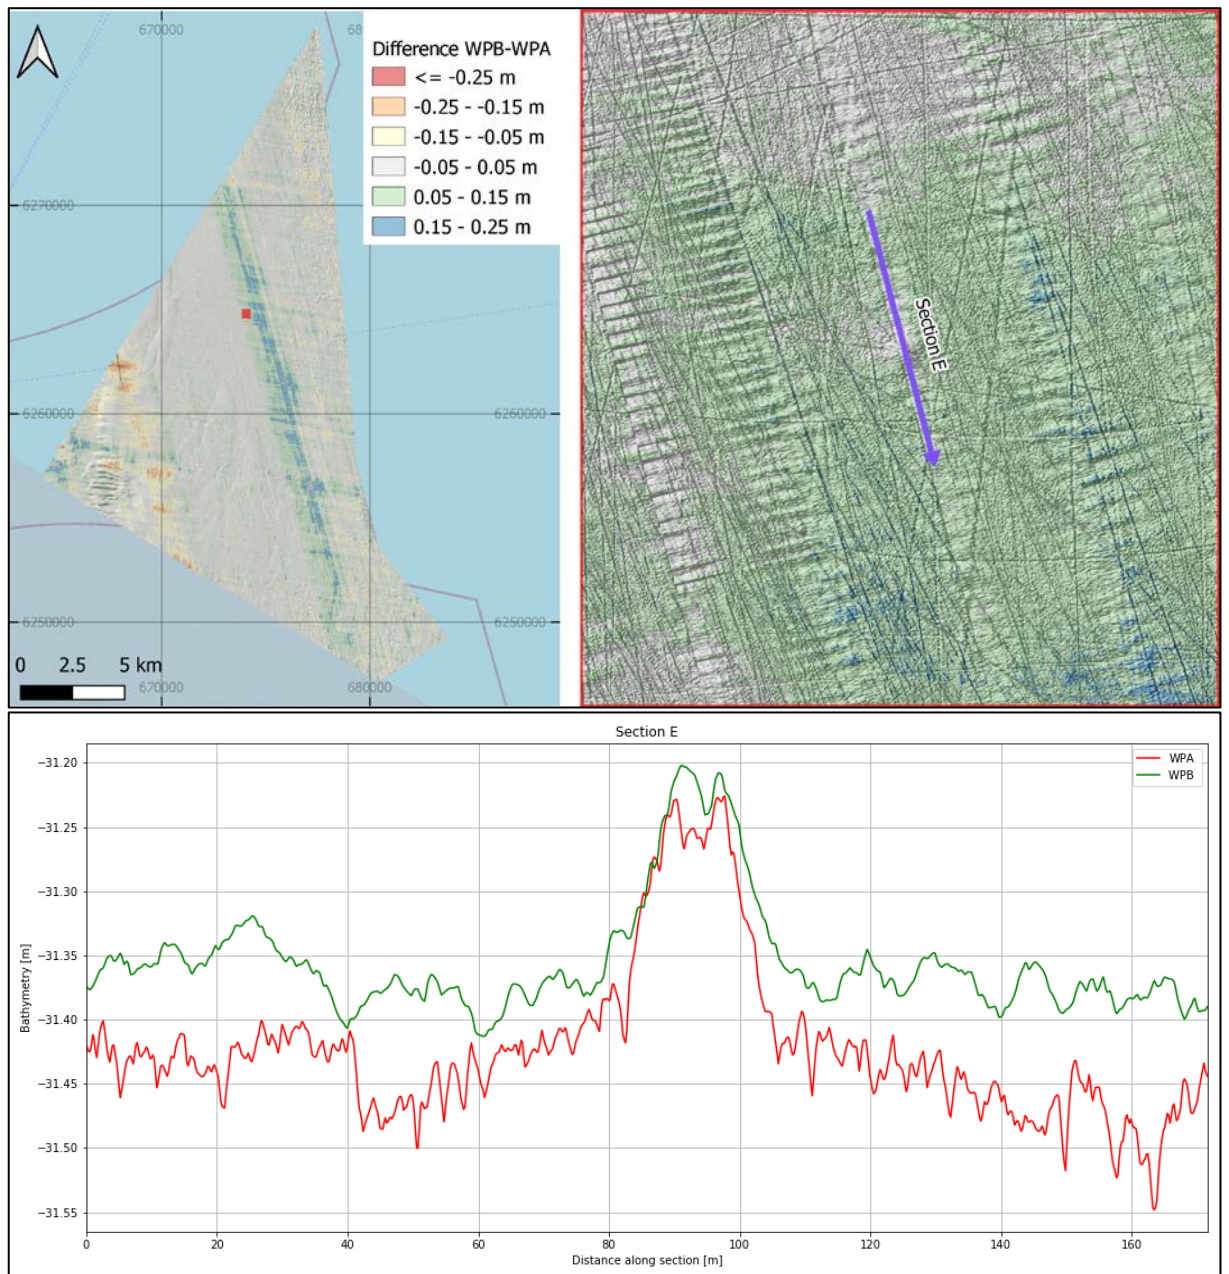 670000
68
Difference WPB-WPA
<= -0.25 m
-0.25 - -0.15 m
-0.15 - -0.05 m
-0.05 - 0.05 m
0.05 - 0.15 m
0.15 - 0.25 m
6270000
6260000
6260000
6250000
6250000
0 2.5 5 km
670000
680000
Section E
Section E
WPA
WPB
−31.20
−31.25
−31.30
−31.35
−31.40
−31.45
−31.50
−31.55
Bathymetry [m]
0 20 40 60 80 100 120 140 160
Distance along section [m]